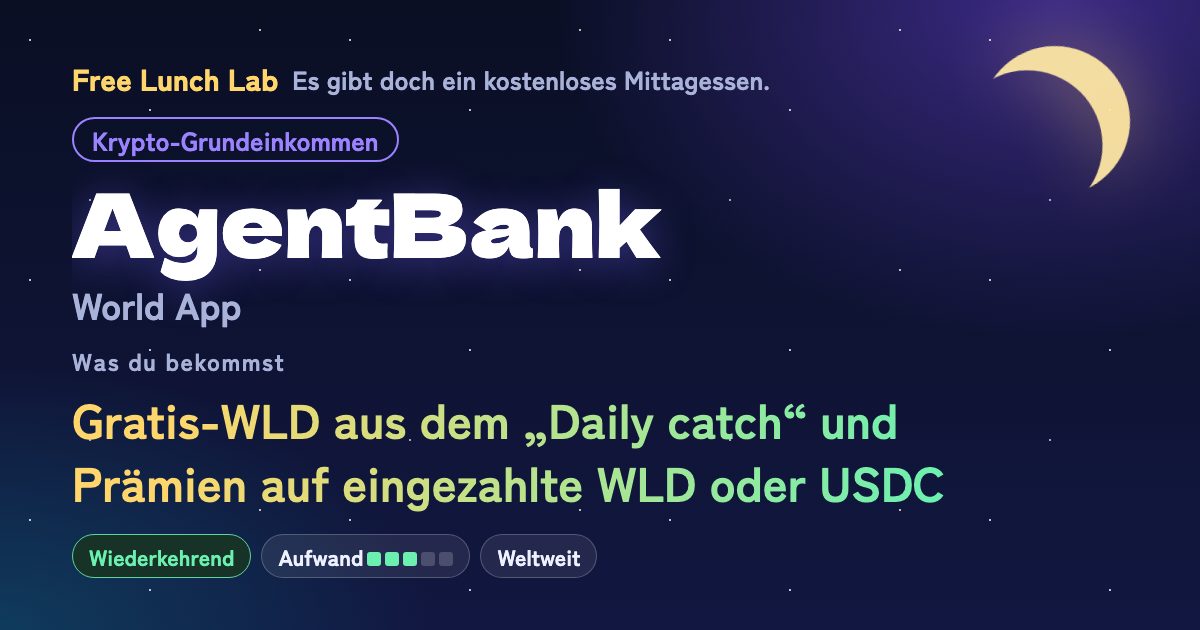 Free Lunch Lab Es gibt doch ein kostenloses Mittagessen.
Krypto-Grundeinkommen
AgentBank
World App
Was du bekommst
Gratis-WLD aus dem „Daily catch“ und
Prämien auf eingezahlte WLD oder USDC
Wiederkehrend Aufwand Weltweit